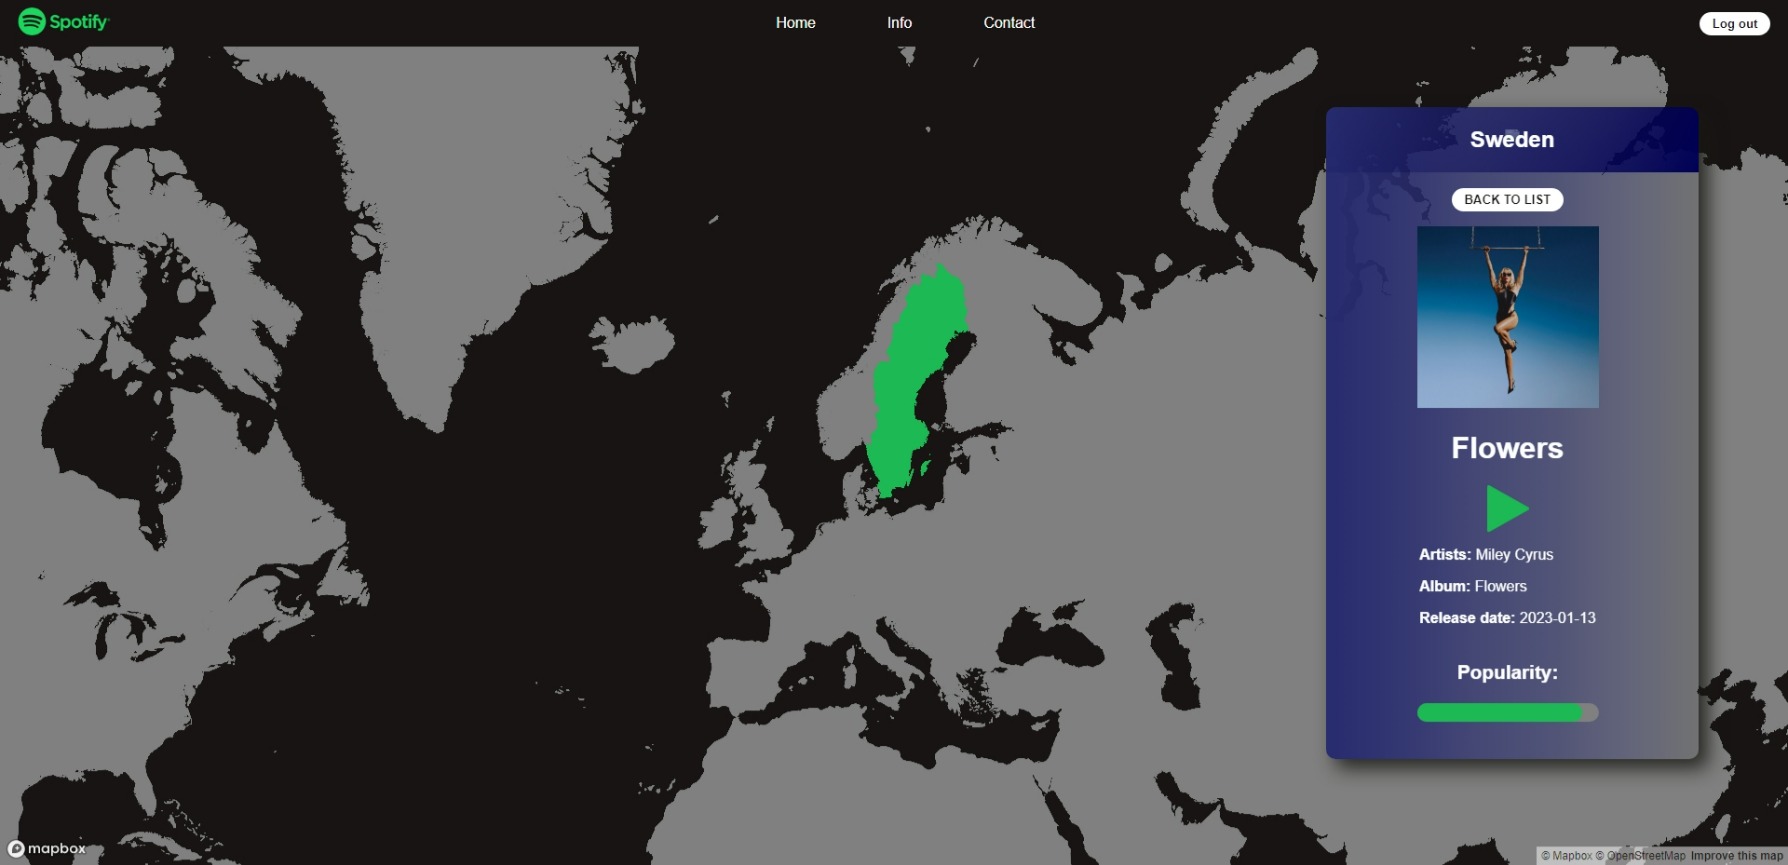 Spotify
Home
Info
Contact
Log out
Sweden
BACK TO LIST
Flowers
Artists: Miley Cyrus
Album: Flowers
Release date: 2023-01-13
Popularity:
mapbox
© Mapbox © OpenStreetMap Improve this map